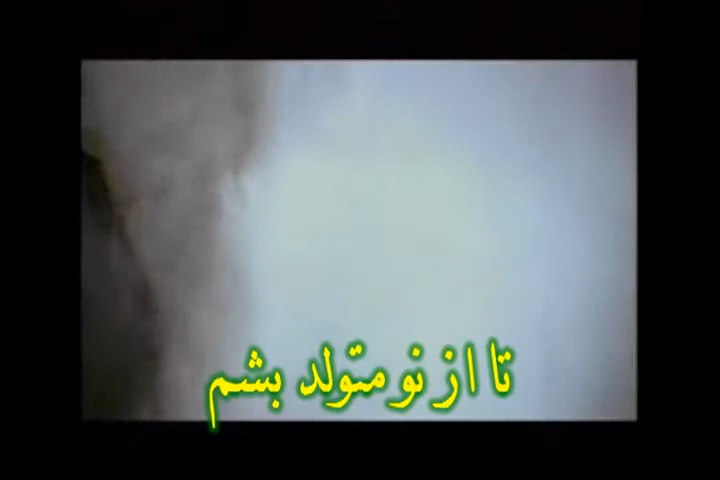 تا از نو متولد بشم